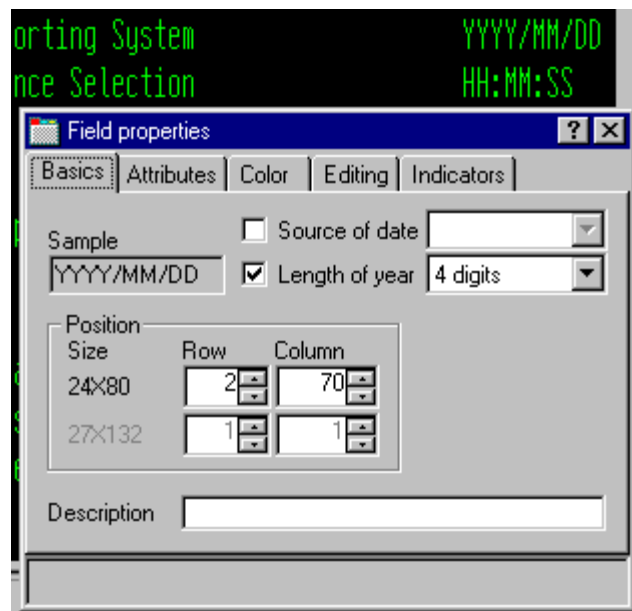 orting System YYYY/MM/DD
nce Selection HH:MM:SS
Field properties ? X
Basics Attributes Color Editing Indicators
Sample Source of date
YYYY/MM/DD Length of year 4 digits
Position
Size Row Column
24X80 2 70
27X132 1 1
Description